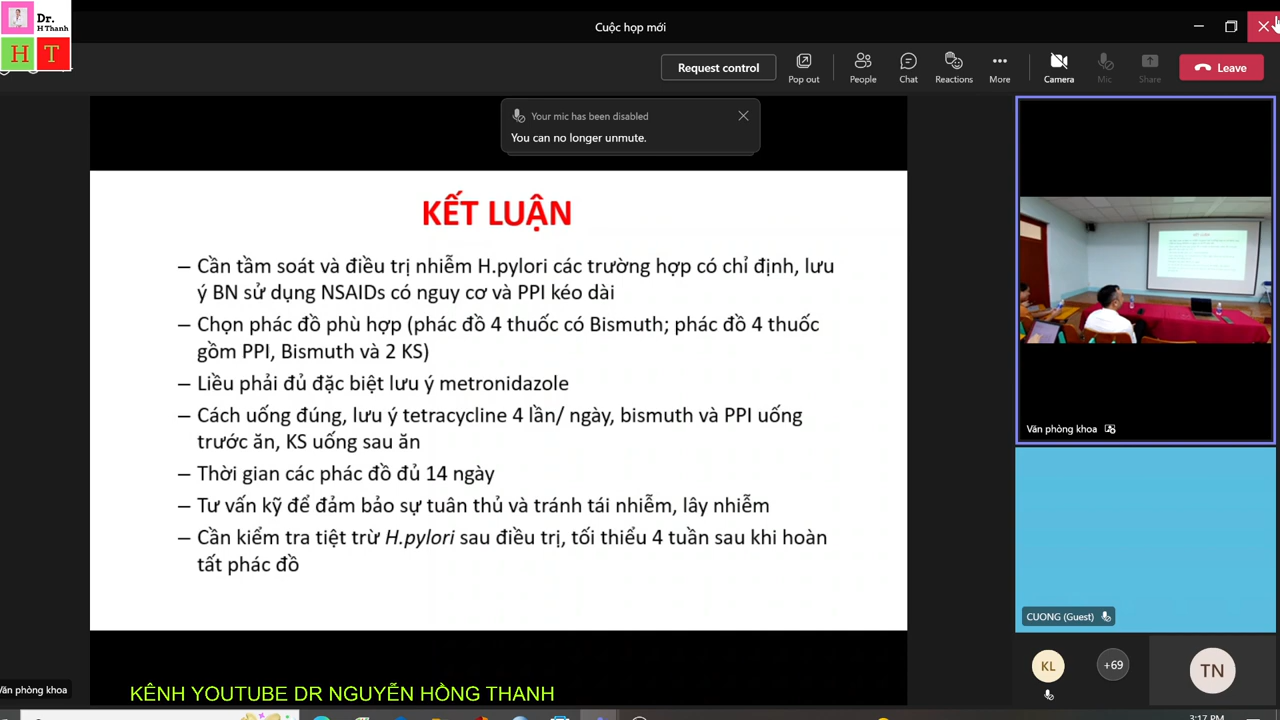 Dr.
H Thanh
H T
Cuộc họp mới
Request control
Pop out
People
Chat
Reactions
More
Camera
Mic
Share
Leave
Your mic has been disabled
You can no longer unmute.
KẾT LUẬN
– Cần tầm soát và điều trị nhiễm H.pylori các trường hợp có chỉ định, lưu
ý BN sử dụng NSAIDs có nguy cơ và PPI kéo dài
– Chọn phác đồ phù hợp (phác đồ 4 thuốc có Bismuth; phác đồ 4 thuốc
gồm PPI, Bismuth và 2 KS)
– Liều phải đủ đặc biệt lưu ý metronidazole
– Cách uống đúng, lưu ý tetracycline 4 lần/ ngày, bismuth và PPI uống
trước ăn, KS uống sau ăn
– Thời gian các phác đồ đủ 14 ngày
– Tư vấn kỹ để đảm bảo sự tuân thủ và tránh tái nhiễm, lây nhiễm
– Cần kiểm tra tiệt trừ H.pylori sau điều trị, tối thiểu 4 tuần sau khi hoàn
tất phác đồ
Văn phòng khoa
CUONG (Guest)
KL
+69
TN
Văn phòng khoa
KÊNH YOUTUBE DR NGUYỄN HỒNG THANH
3:17 PM